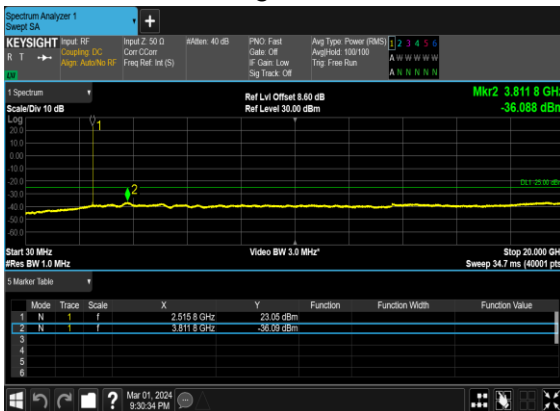 Spectrum Analyzer 1
Swept SA
KEYSIGHT
R T
LV
Input: RF
Coupling: DC
Align: Auto/No RF
Input Z: 50 Ω
Corr CCorr
Freq Ref: Int (S)
#Atten: 40 dB
PNO: Fast
Gate: Off
IF Gain: Low
Sig Track: Off
Avg Type: Power (RMS)
Avg|Hold: 100/100
Trig: Free Run
1 2 3 4 5 6
A W W W W W
A N N N N N
1 Spectrum
Scale/Div 10 dB
Ref Lvl Offset 8.60 dB
Ref Level 30.00 dBm
Mkr2 3.811 8 GHz
-36.088 dBm
Log
20.0
10.0
0.00
-10.0
-20.0
-30.0
-40.0
-50.0
-60.0
1
2
Start 30 MHz
#Res BW 1.0 MHz
Video BW 3.0 MHz*
Stop 20.000 GHz
Sweep 34.7 ms (40001 pts)
5 Marker Table
Mode Trace Scale X Y Function Function Width Function Value
1 N 1 f 2.515 8 GHz 23.05 dBm
2 N 1 f 3.811 8 GHz -36.09 dBm
3
4
5
6
?
Mar 01, 2024
9:30:34 PM